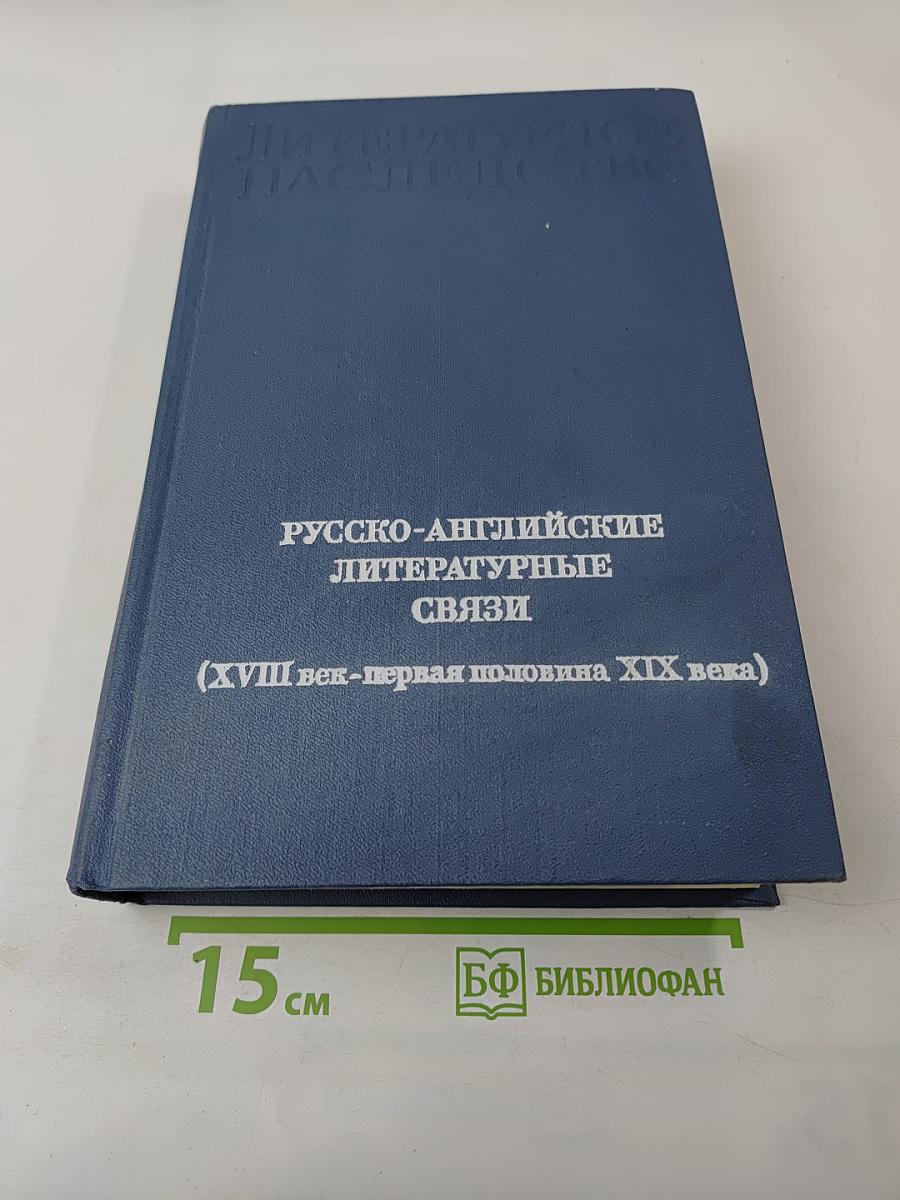 ЛИТЕРАТУРНОЕ
НАСЛЕДСТВО
РУССКО-АНГЛИЙСКИЕ
ЛИТЕРАТУРНЫЕ
СВЯЗИ
(XVIII век-первая половина XIX века)
15 см
БФ БИБЛИОФАН